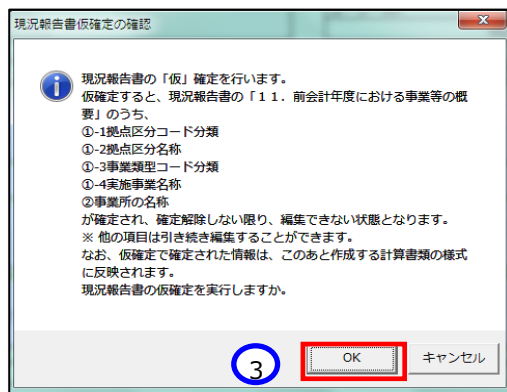 現況報告書仮確定の確認
現況報告書の「仮」確定を行います。
仮確定すると、現況報告書の「１１．前会計年度における事業等の概
要」のうち、
①-1拠点区分コード分類
①-2拠点区分名称
①-3事業類型コード分類
①-4実施事業名称
②事業所の名称
が確定され、確定解除しない限り、編集できない状態となります。
※ 他の項目は引き続き編集することができます。
なお、仮確定で確定された情報は、このあと作成する計算書類の様式
に反映されます。
現況報告書の仮確定を実行しますか。
3
OK
キャンセル